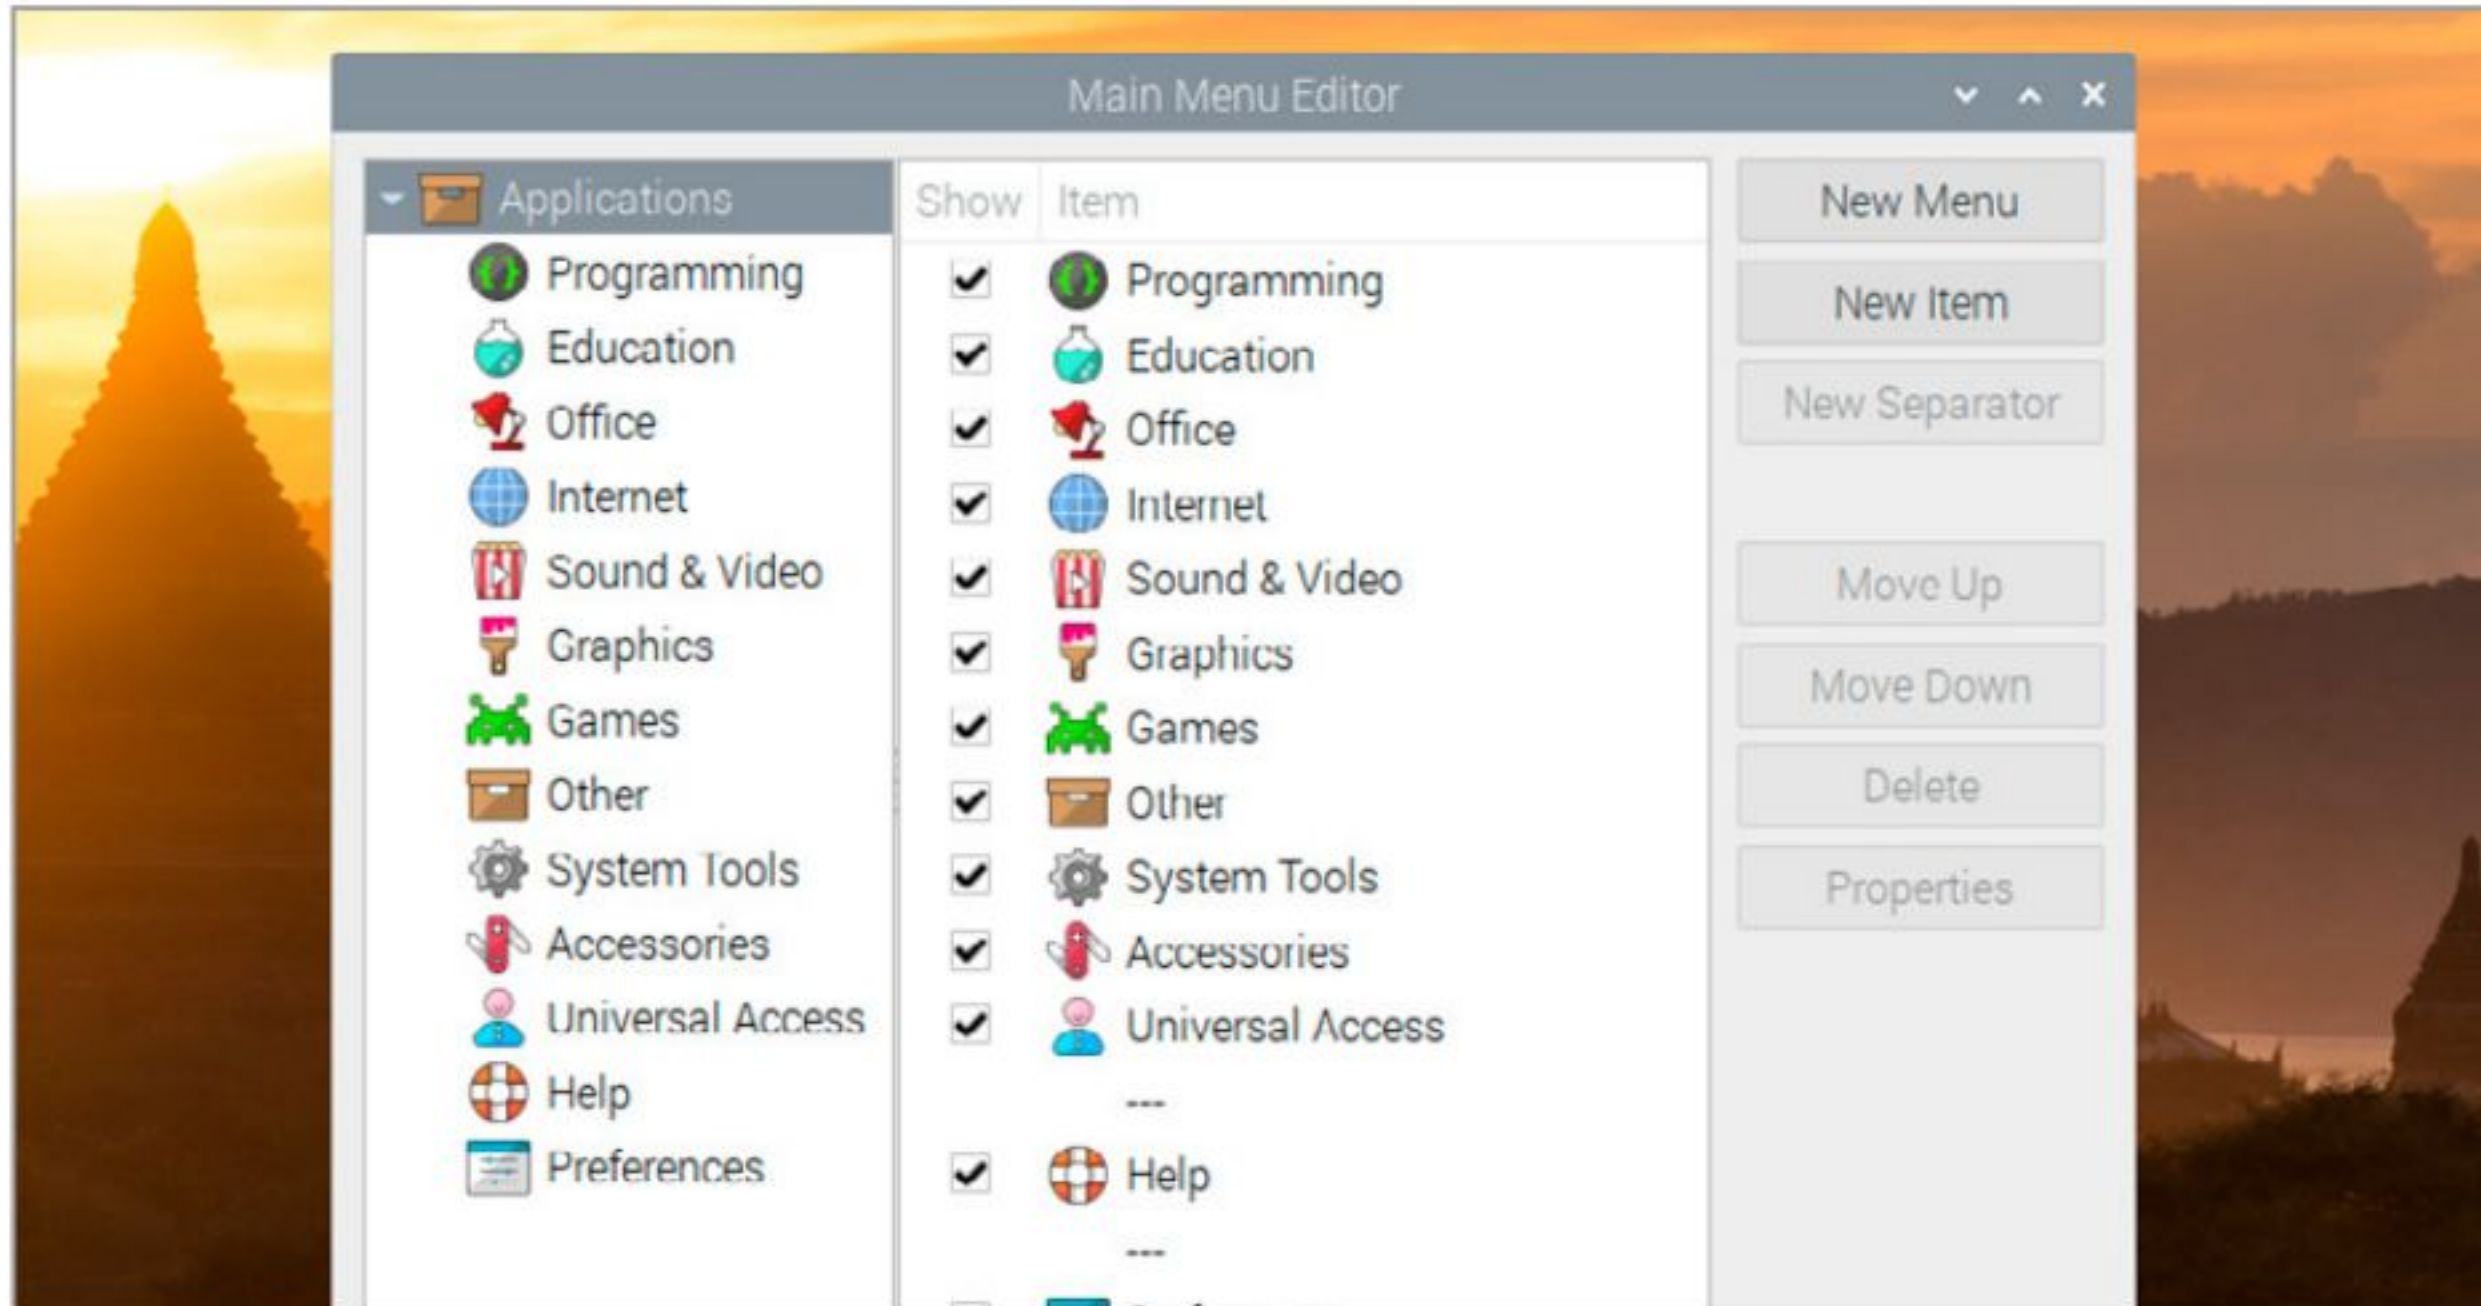 Main Menu Editor
Applications
Programming
Education
Office
Internet
Sound & Video
Graphics
Games
Other
System Tools
Accessories
Universal Access
Help
Preferences
Show Item
Programming
Education
Office
Internet
Sound & Video
Graphics
Games
Other
System Tools
Accessories
Universal Access
---
Help
---
New Menu
New Item
New Separator
Move Up
Move Down
Delete
Properties